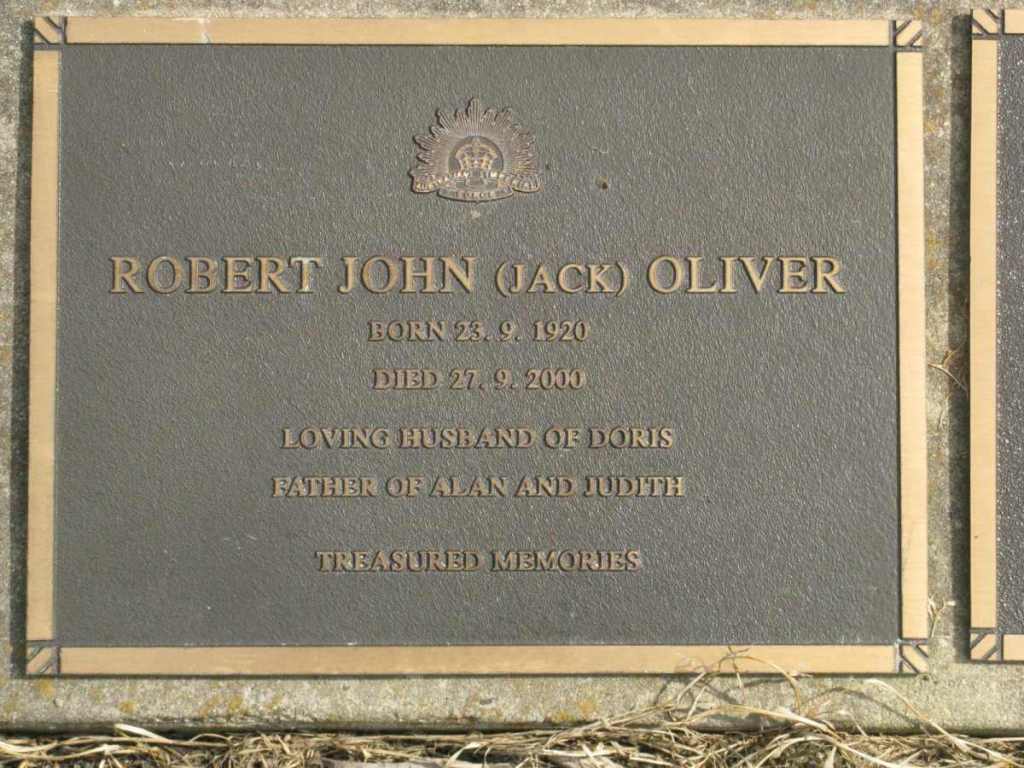 ROBERT JOHN (JACK) OLIVER
BORN 23. 9. 1920
DIED 27. 9. 2000
LOVING HUSBAND OF DORIS
FATHER OF ALAN AND JUDITH
TREASURED MEMORIES